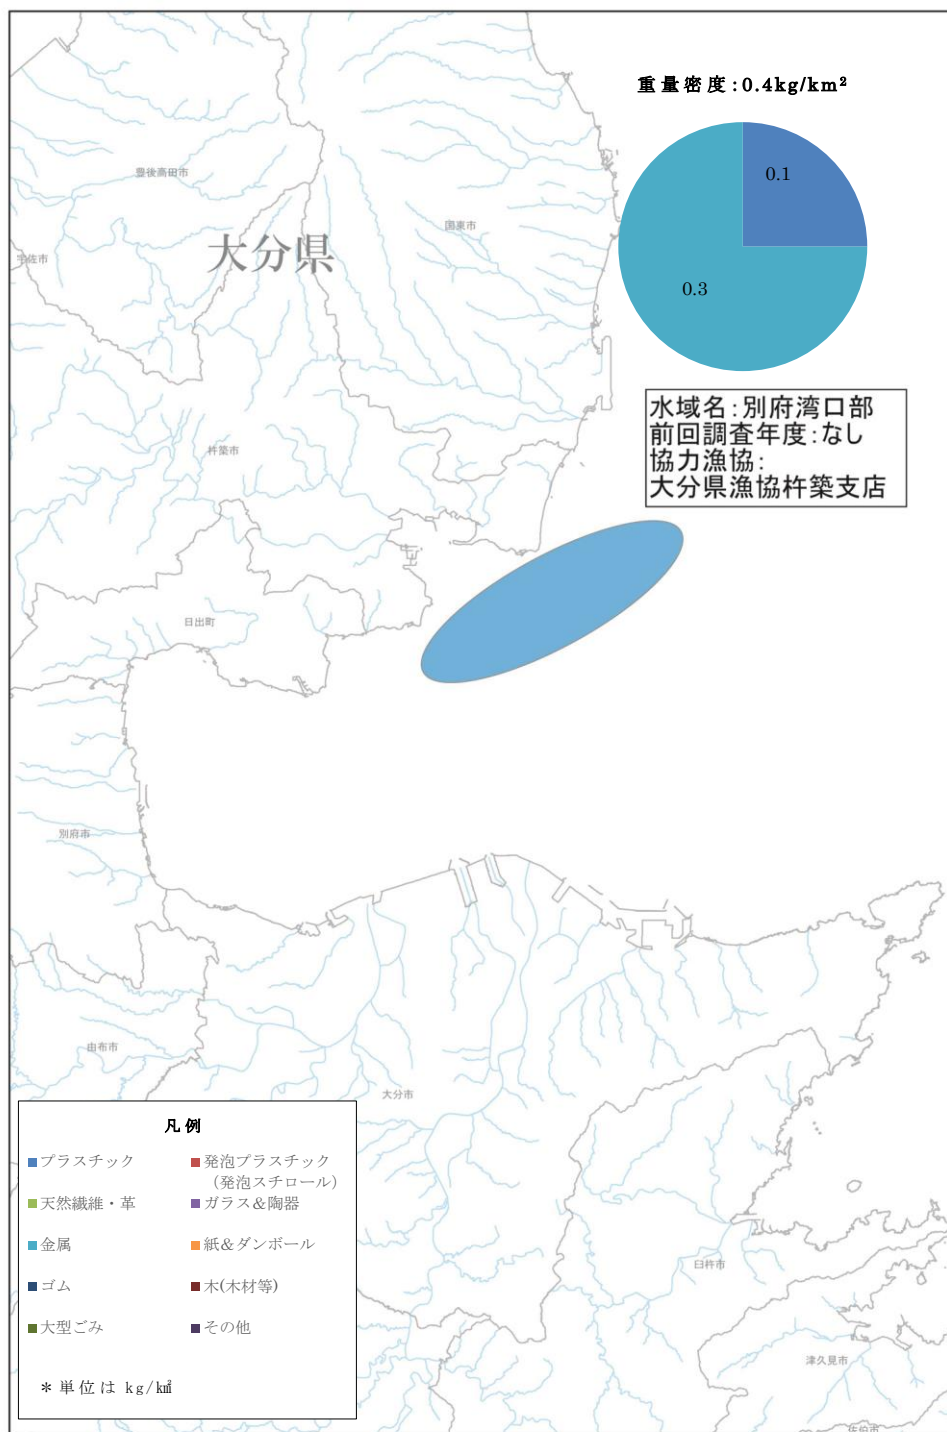 重量密度:0.4kg/km²
0.1
0.3
豊後高田市
国東市
大分県
宇佐市
水域名:別府湾口部
前回調査年度:なし
協力漁協:
大分県漁協杵築支店
杵築市
日出町
別府市
由布市
大分市
臼杵市
津久見市
佐伯市
凡例
プラスチック
発泡プラスチック
(発泡スチロール)
天然繊維・革
ガラス&陶器
金属
紙&ダンボール
ゴム
木(木材等)
大型ごみ
その他
*単位は kg/㎢